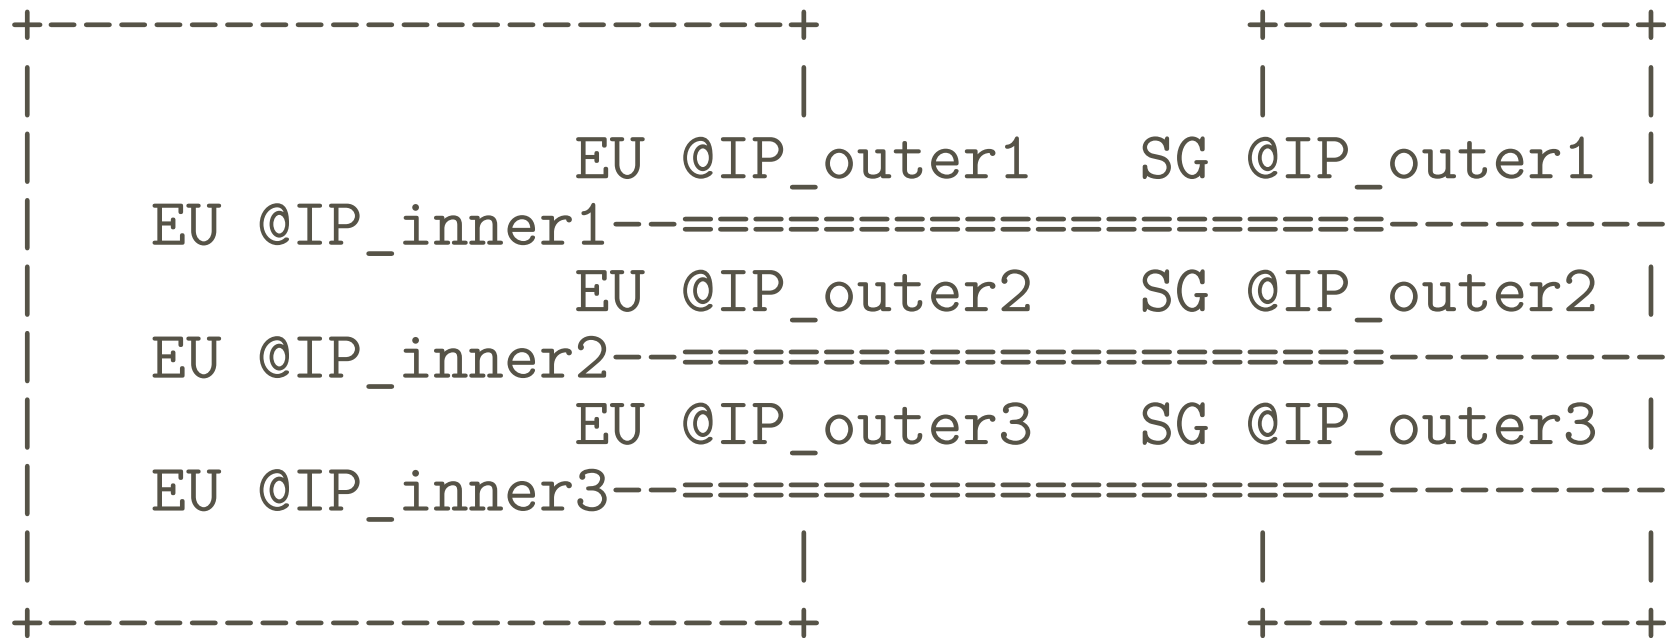 +---------------------+            +----------+
|                     |            |          |
|               EU @IP_outer1   SG @IP_outer1 |
|   EU @IP_inner1--====================--------
|               EU @IP_outer2   SG @IP_outer2 |
|   EU @IP_inner2--====================--------
|               EU @IP_outer3   SG @IP_outer3 |
|   EU @IP_inner3--====================--------
|                     |            |          |
+---------------------+            +----------+